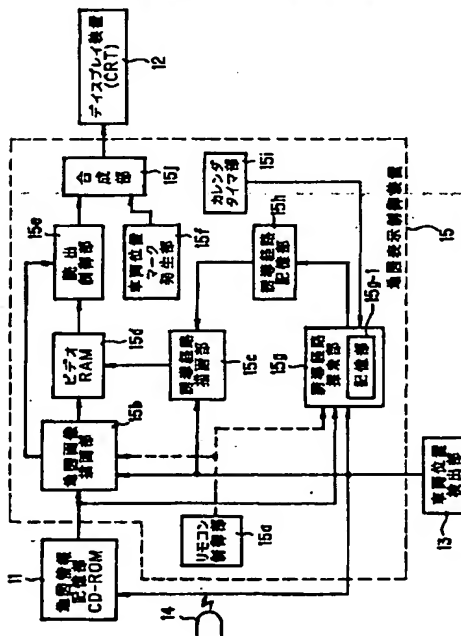 11
地図情報
記憶部
CD-ROM
15b
地図画像
描画部
15d
ビデオ
RAM
15e
読出
制御部
15j
合成部
12
ディスプレイ装置
(CRT)
15f
車両位置
マーク
発生部
15i
カレンダ
タイマ部
15c
誘導経路
描画部
15h
誘導経路
記憶部
15g
誘導経路
探索部
15g-1
記憶部
14
リモコン
制御部
15a
13
車両位置
検出部
15
地図表示制御装置